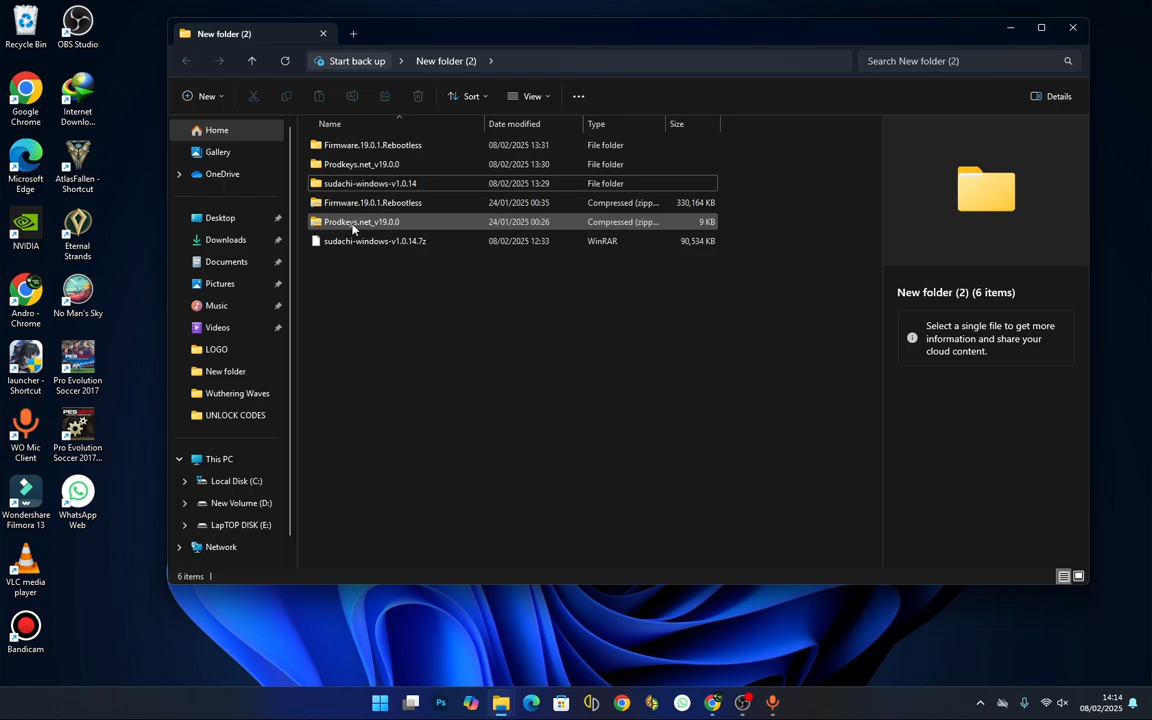 Recycle Bin
OBS Studio
Google Chrome
Internet Downlo...
Microsoft Edge
AtlasFallen - Shortcut
NVIDIA
Eternal Strands
Andro - Chrome
No Man's Sky
launcher - Shortcut
Pro Evolution Soccer 2017
WO Mic Client
Pro Evolution Soccer 2017...
Wondershare Filmora 13
WhatsApp Web
VLC media player
Bandicam
New folder (2)
Start back up
New folder (2)
Search New folder (2)
New
Sort
View
Details
Home
Gallery
OneDrive
Desktop
Downloads
Documents
Pictures
Music
Videos
LOGO
New folder
Wuthering Waves
UNLOCK CODES
This PC
Local Disk (C:)
New Volume (D:)
LapTOP DISK (E:)
Network
Name Date modified Type Size
Firmware.19.0.1.Rebootless 08/02/2025 13:31 File folder
Prodkeys.net_v19.0.0 08/02/2025 13:30 File folder
sudachi-windows-v1.0.14 08/02/2025 13:29 File folder
Firmware.19.0.1.Rebootless 24/01/2025 00:35 Compressed (zipp... 330,164 KB
Prodkeys.net_v19.0.0 24/01/2025 00:26 Compressed (zipp... 9 KB
sudachi-windows-v1.0.14.7z 08/02/2025 12:33 WinRAR 90,534 KB
New folder (2) (6 items)
Select a single file to get more
information and share your
cloud content.
6 items
Ps
14:14
08/02/2025